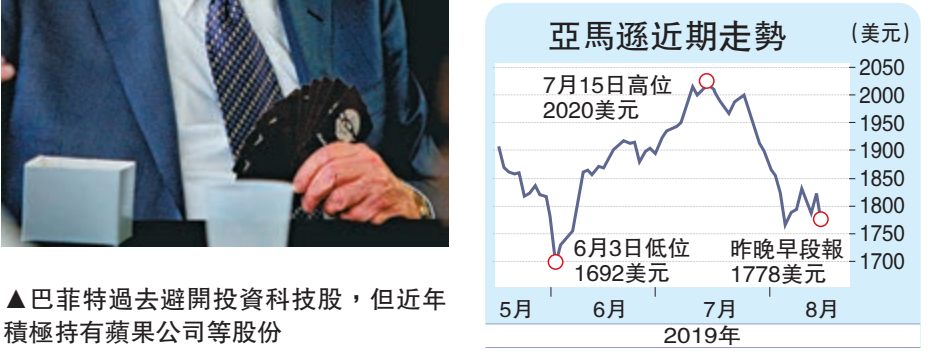 ▲巴菲特過去避開投資科技股，但近年
積極持有蘋果公司等股份
亞馬遜近期走勢
(美元)
2050
2000
1950
1900
1850
1800
1750
1700
7月15日高位
2020美元
6月3日低位
1692美元
昨晚早段報
1778美元
5月 6月 7月 8月
2019年